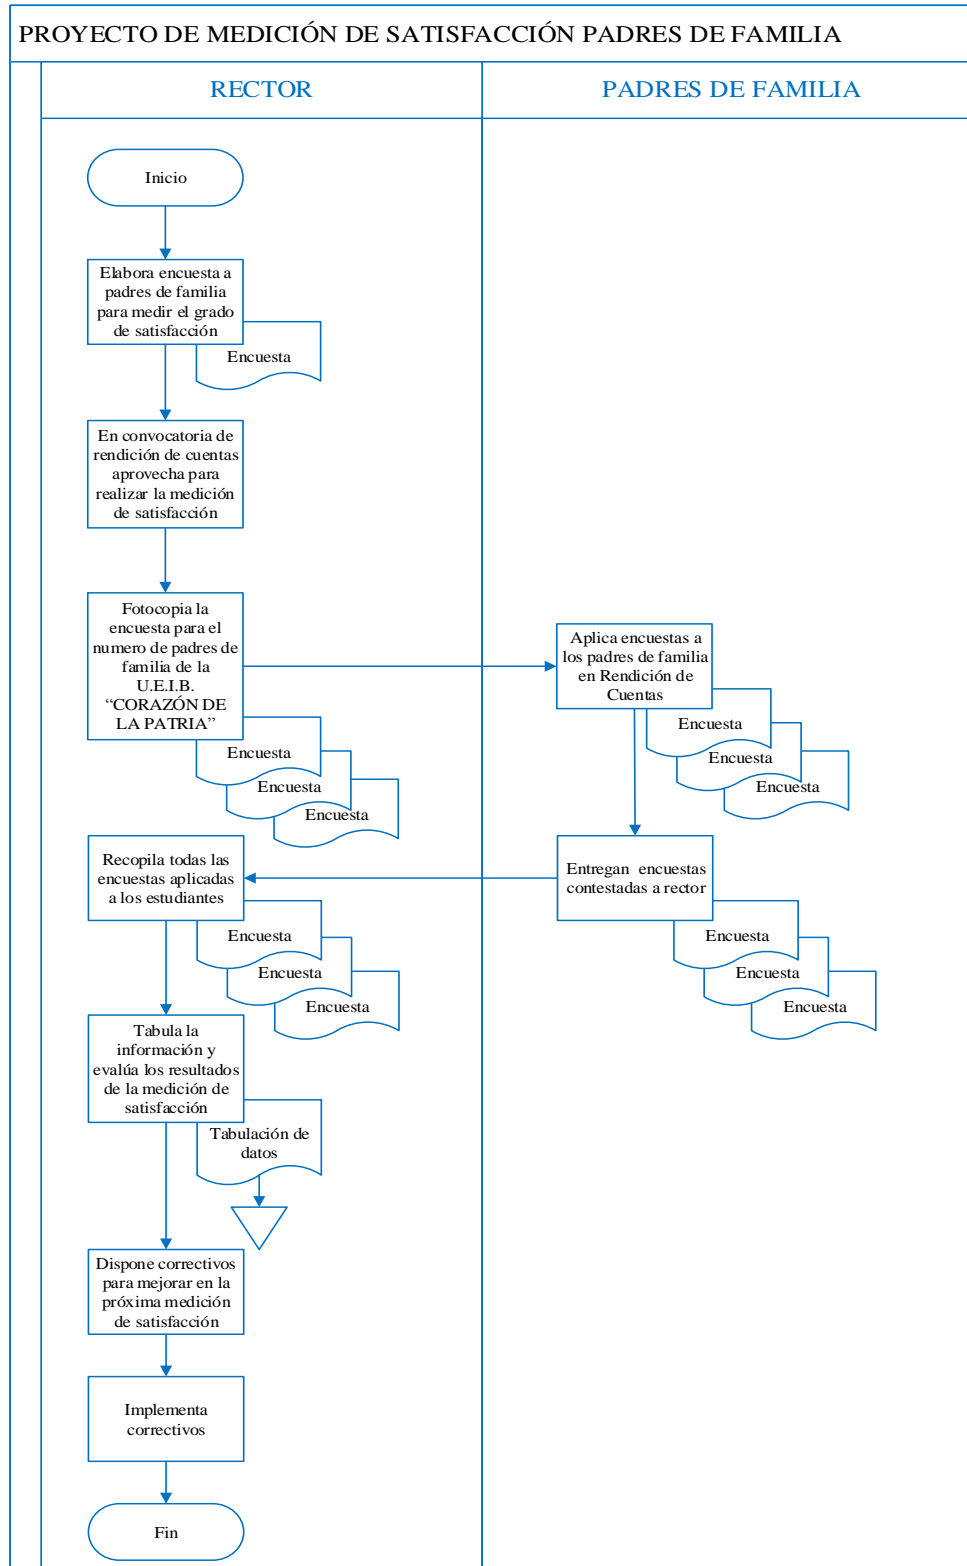 PROYECTO DE MEDICIÓN DE SATISFACCIÓN PADRES DE FAMILIA
RECTOR
PADRES DE FAMILIA
Inicio
Elabora encuesta a
padres de familia
para medir el grado
de satisfacción
Encuesta
En convocatoria de
rendición de cuentas
aprovecha para
realizar la medición
de satisfacción
Fotocopia la
encuesta para el
numero de padres de
familia de la
U.E.I.B.
“CORAZÓN DE
LA PATRIA”
Encuesta
Encuesta
Encuesta
Aplica encuestas a
los padres de familia
en Rendición de
Cuentas
Encuesta
Encuesta
Encuesta
Entregan encuestas
contestadas a rector
Encuesta
Encuesta
Encuesta
Recopila todas las
encuestas aplicadas
a los estudiantes
Encuesta
Encuesta
Encuesta
Tabula la
información y
evalúa los resultados
de la medición de
satisfacción
Tabulación de
datos
Dispone correctivos
para mejorar en la
próxima medición
de satisfacción
Implementa
correctivos
Fin